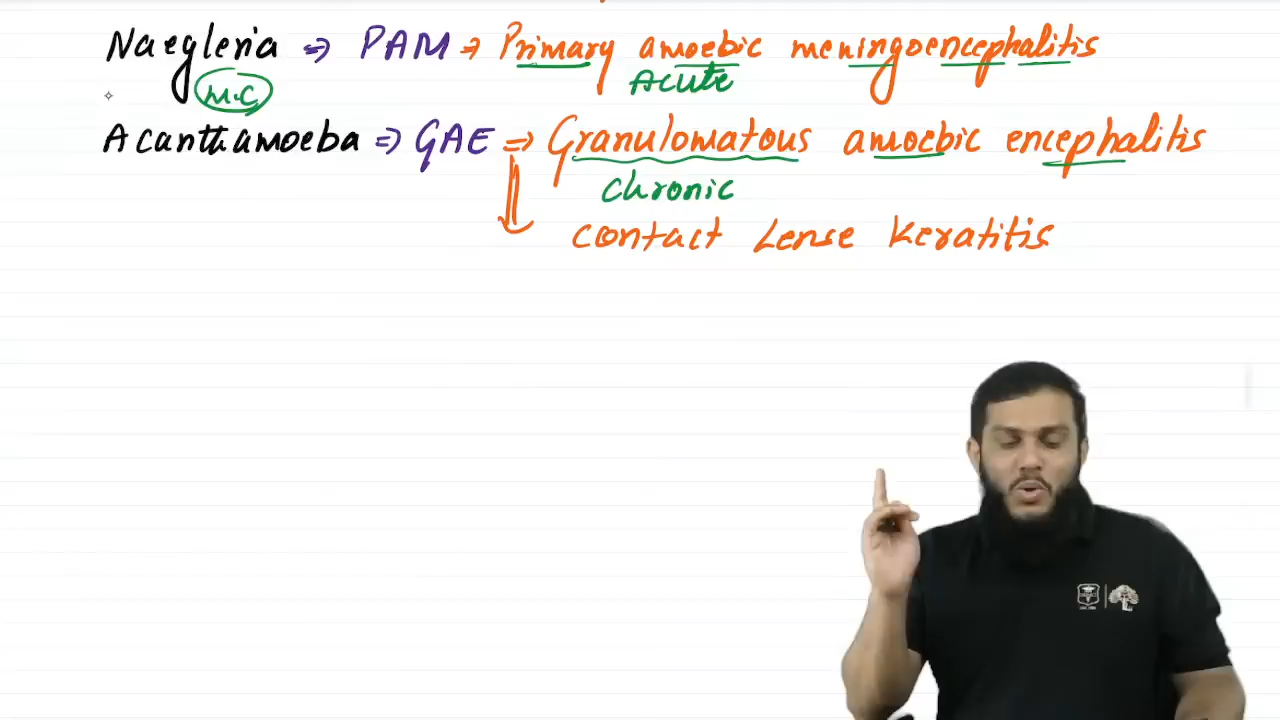 Naegleria => PAM => Primary amoebic meningoencephalitis
M.C Acute
Acanthamoeba => GAE => Granulomatous amoebic encephalitis
chronic
contact Lense Keratitis